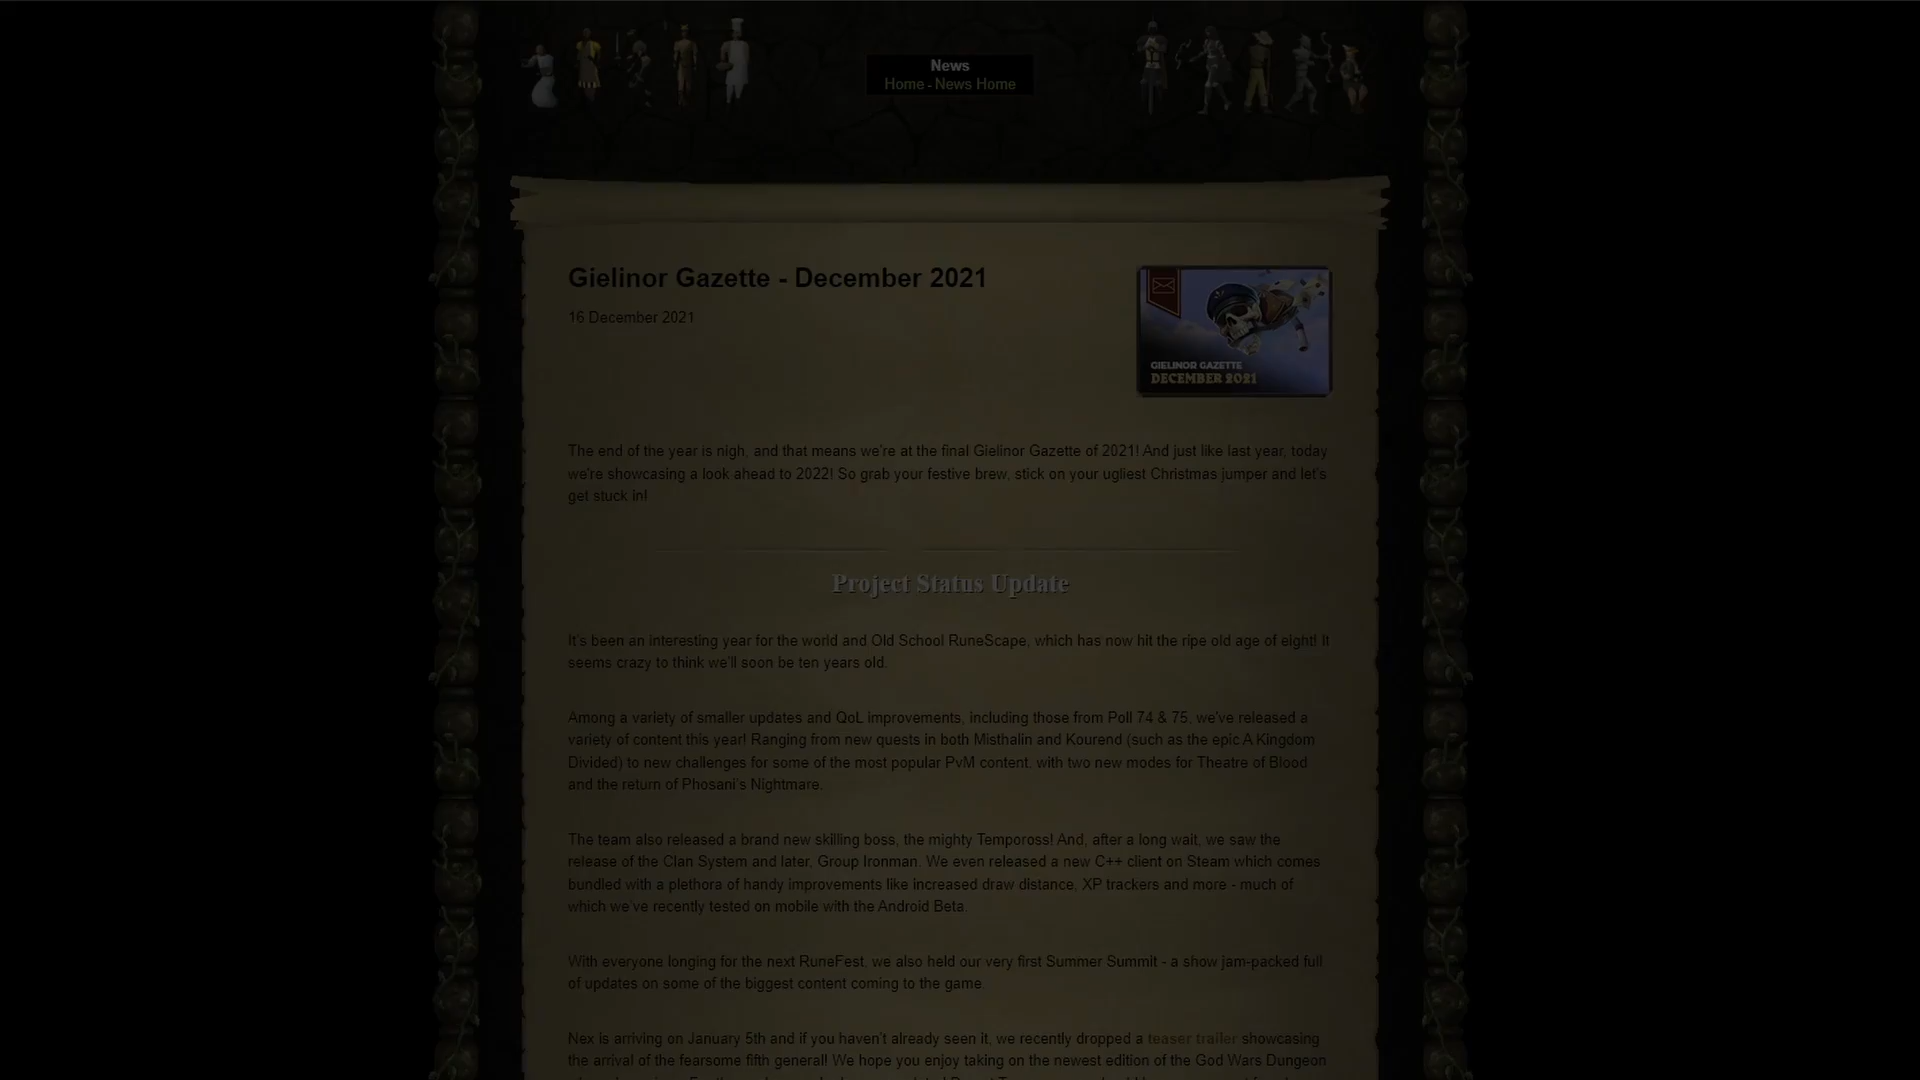 News
Home - News Home
Gielinor Gazette - December 2021
16 December 2021
GIELINOR GAZETTE
DECEMBER 2021
The end of the year is nigh, and that means we're at the final Gielinor Gazette of 2021! And just like last year, today
we're showcasing a look ahead to 2022! So grab your festive brew, stick on your ugliest Christmas jumper and let's
get stuck in!
Project Status Update
It's been an interesting year for the world and Old School RuneScape, which has now hit the ripe old age of eight! It
seems crazy to think we'll soon be ten years old.
Among a variety of smaller updates and QoL improvements, including those from Poll 74 & 75, we've released a
variety of content this year! Ranging from new quests in both Misthalin and Kourend (such as the epic A Kingdom
Divided) to new challenges for some of the most popular PvM content, with two new modes for Theatre of Blood
and the return of Phosani's Nightmare.
The team also released a brand new skilling boss, the mighty Tempoross! And, after a long wait, we saw the
release of the Clan System and later, Group Ironman. We even released a new C++ client on Steam which comes
bundled with a plethora of handy improvements like increased draw distance, XP trackers and more - much of
which we've recently tested on mobile with the Android Beta.
With everyone longing for the next RuneFest, we also held our very first Summer Summit - a show jam-packed full
of updates on some of the biggest content coming to the game.
Nex is arriving on January 5th and if you haven't already seen it, we recently dropped a teaser trailer showcasing
the arrival of the fearsome fifth general! We hope you enjoy taking on the newest edition of the God Wars Dungeon